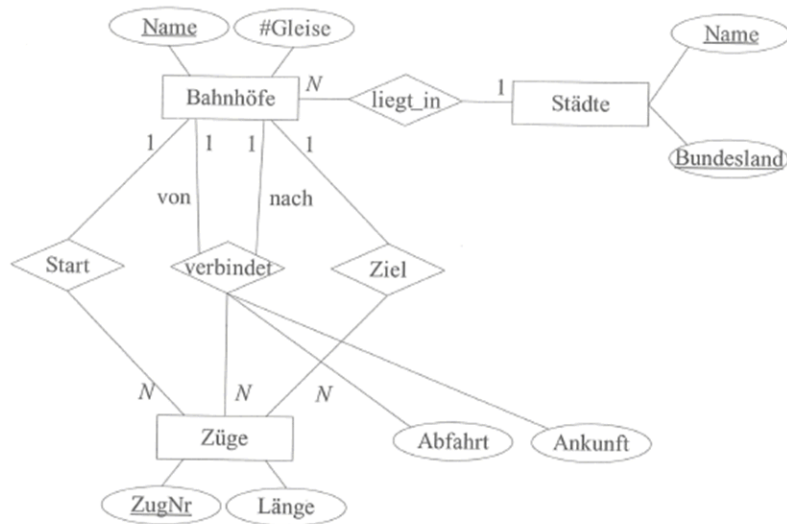 Name
#Gleise
Name
Bahnhöfe
N
liegt_in
1
Städte
1
1
1
1
Bundesland
von
nach
Start
verbindet
Ziel
N
N
N
Züge
Abfahrt
Ankunft
ZugNr
Länge